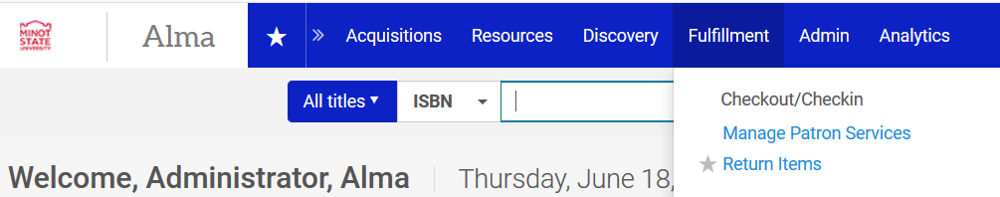 MINOT
STATE
UNIVERSITY
Alma
Acquisitions Resources Discovery Fulfillment Admin Analytics
All titles ISBN
Checkout/Checkin
Manage Patron Services
Return Items
Welcome, Administrator, Alma Thursday, June 18,